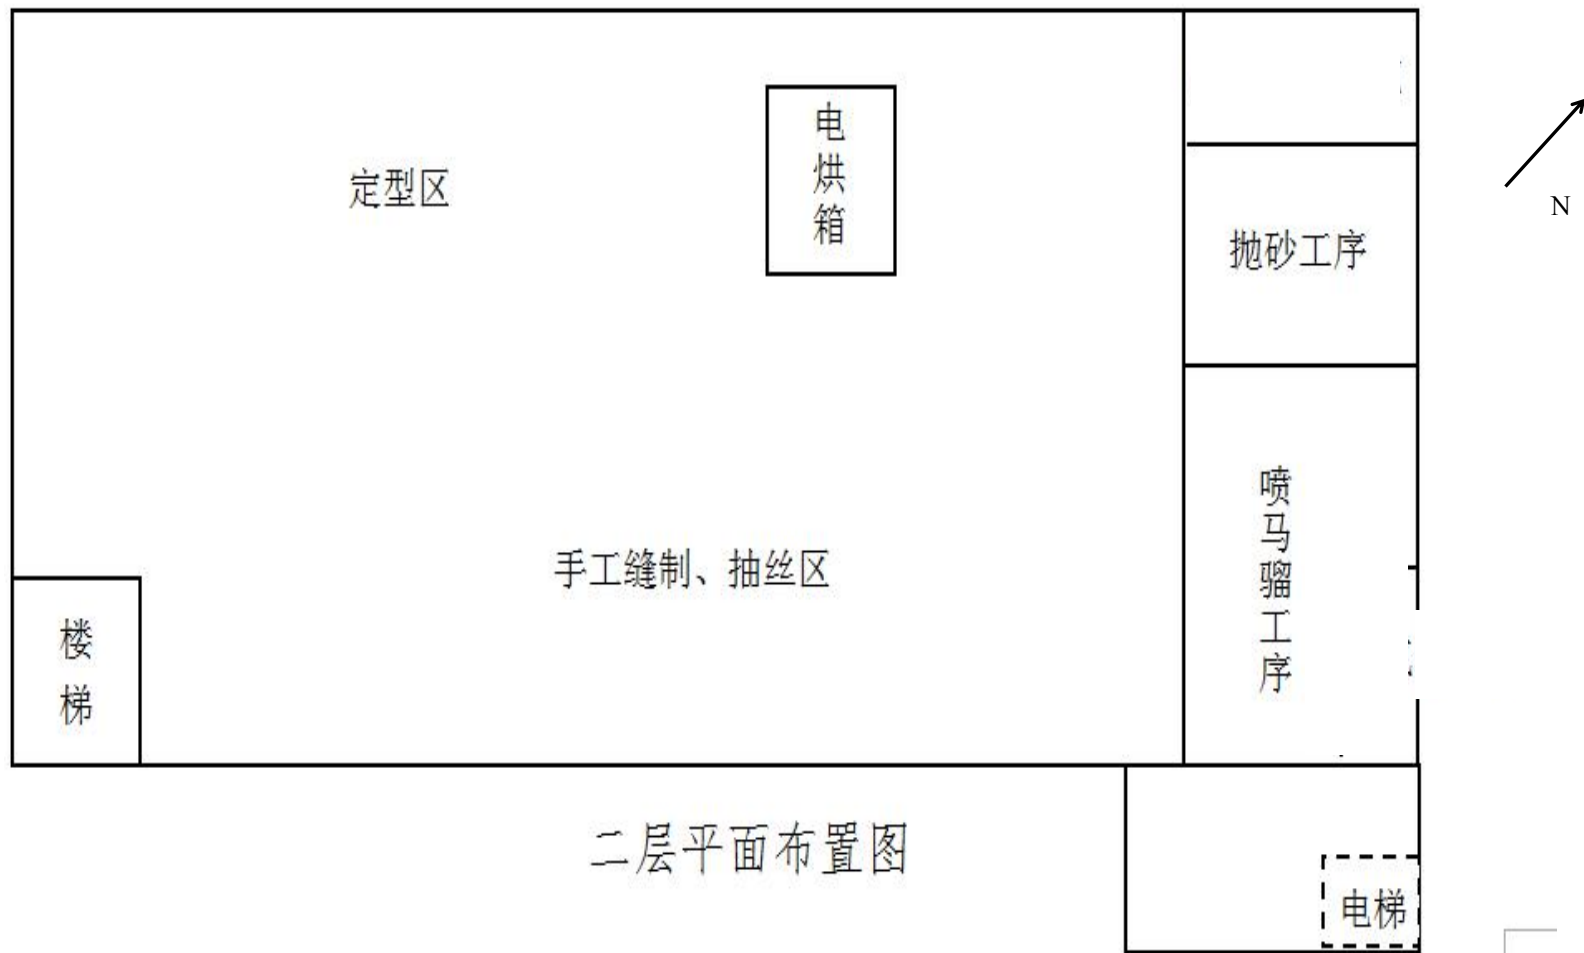 电烘箱
定型区
N
抛砂工序
喷马骝工序
手工缝制、抽丝区
楼梯
二层平面布置图
电梯